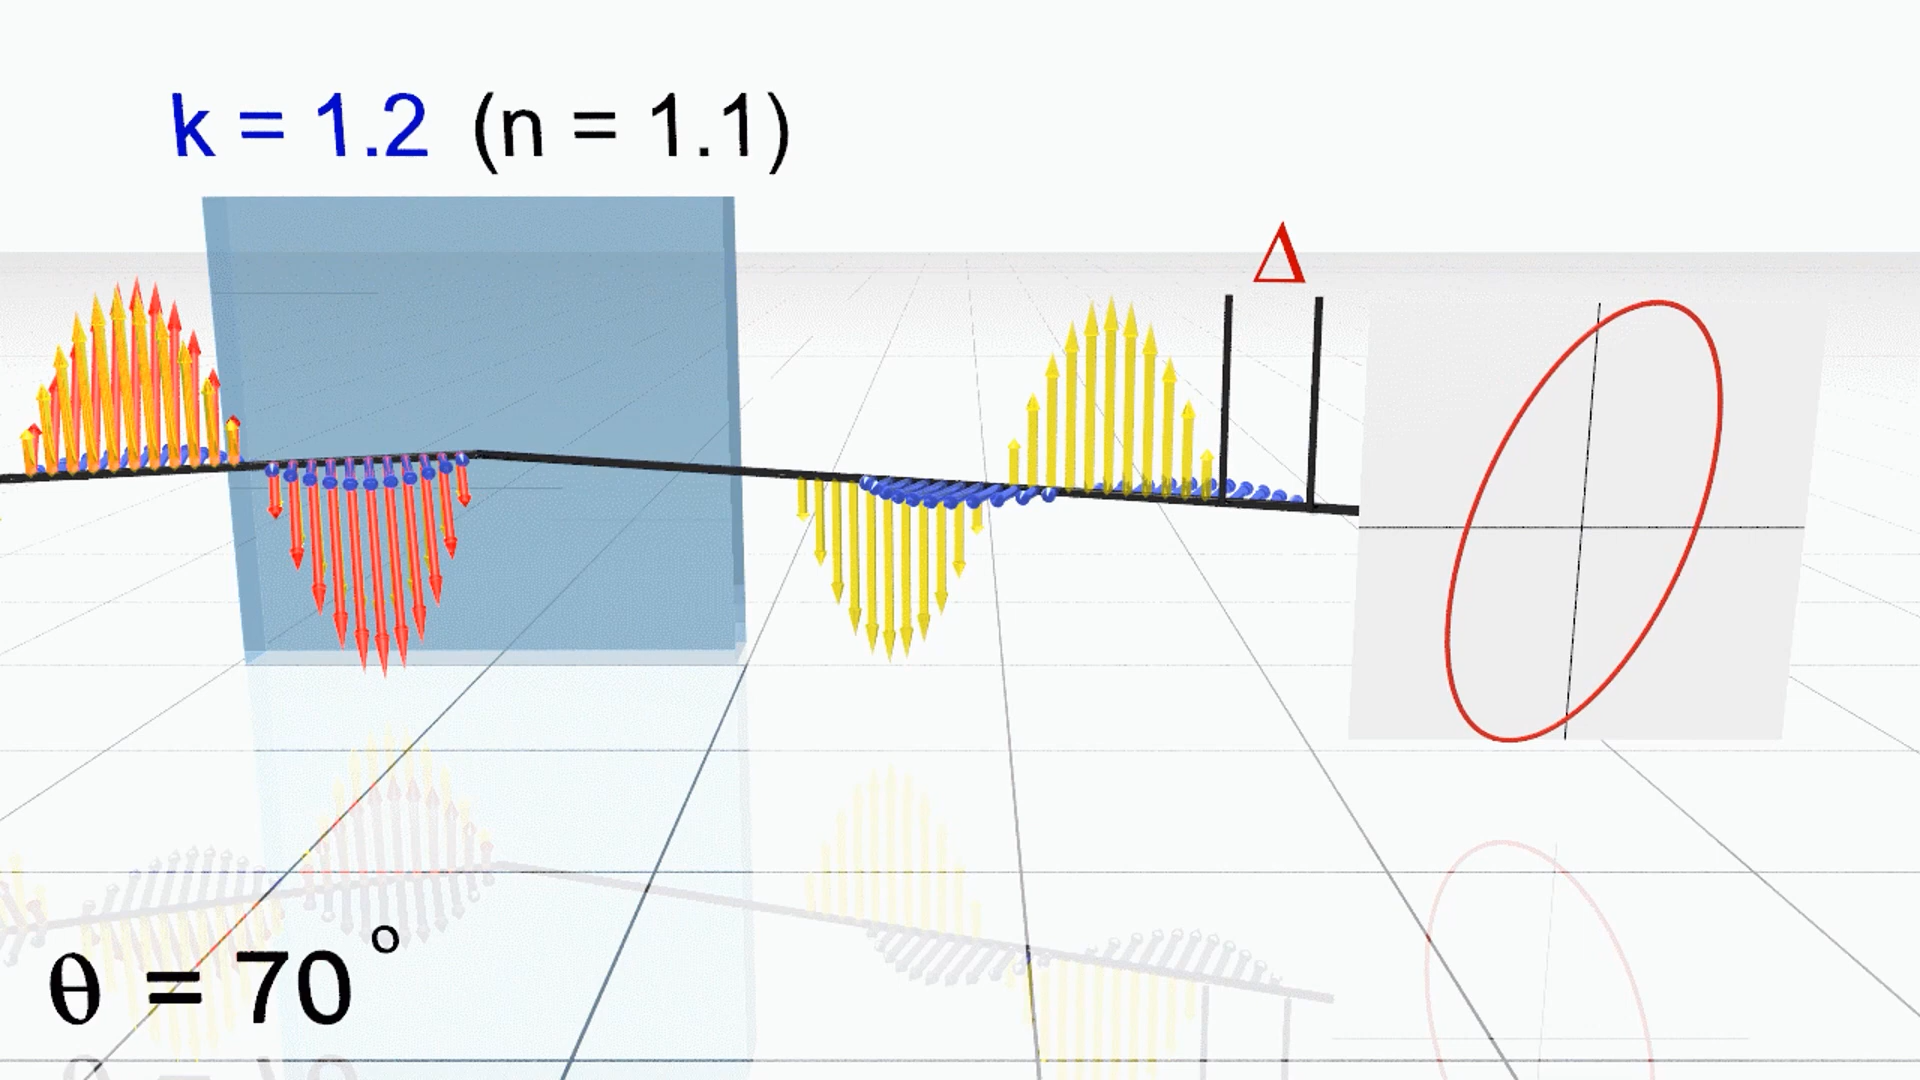 k = 1.2 (n = 1.1)
Δ
θ = 70°